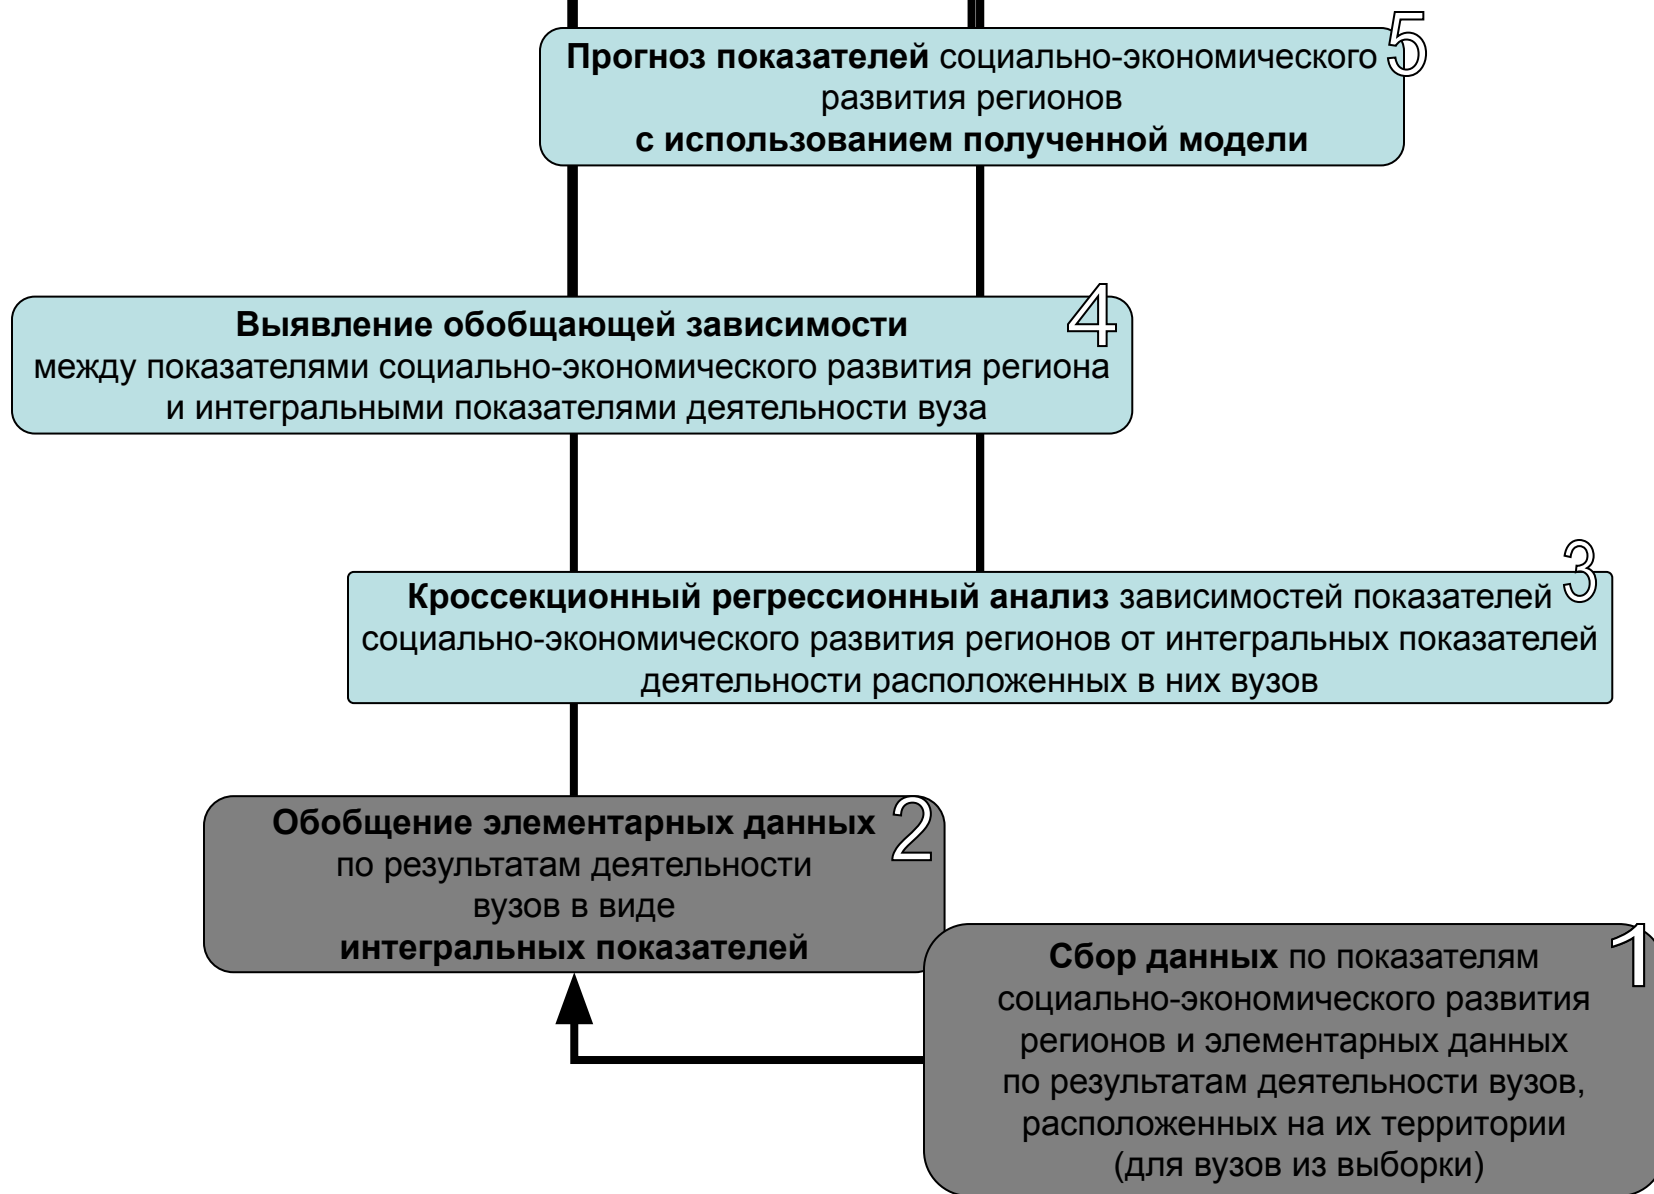 5
Прогноз показателей социально-экономического
развития регионов
с использованием полученной модели
4
Выявление обобщающей зависимости
между показателями социально-экономического развития региона
и интегральными показателями деятельности вуза
3
Кроссекционный регрессионный анализ зависимостей показателей
социально-экономического развития регионов от интегральных показателей
деятельности расположенных в них вузов
2
Обобщение элементарных данных
по результатам деятельности
вузов в виде
интегральных показателей
1
Сбор данных по показателям
социально-экономического развития
регионов и элементарных данных
по результатам деятельности вузов,
расположенных на их территории
(для вузов из выборки)